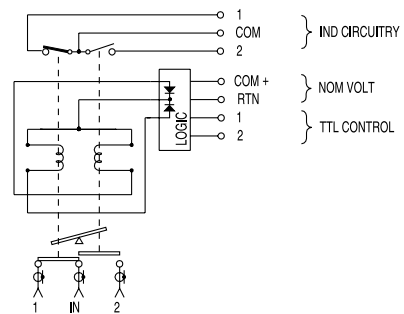 1
COM
2
IND CIRCUITRY
COM +
RTN
NOM VOLT
1
2
TTL CONTROL
LOGIC
1 IN 2